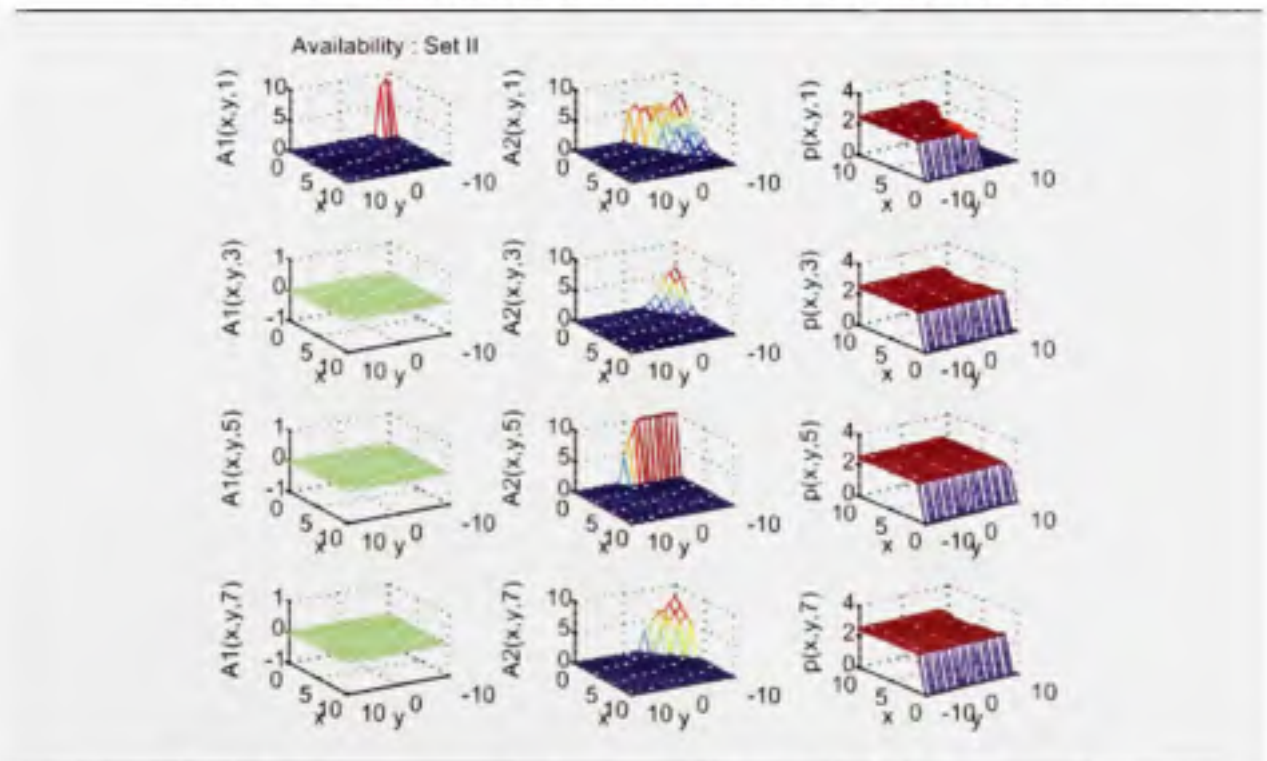 Availability : Set II
A1(x,y,1)
10
5
0
0
5
10
x
10 y 0 -10
A2(x,y,1)
10
5
0
0
5
10
x
10 y 0 -10
p(x,y,1)
4
2
0
10
5
x 0 -10 y 0 10
A1(x,y,3)
1
0
-1
0
5
10
x
10 y 0 -10
A2(x,y,3)
10
5
0
0
5
10
x
10 y 0 -10
p(x,y,3)
4
2
0
10
5
x 0 -10 y 0 10
A1(x,y,5)
1
0
-1
0
5
10
x
10 y 0 -10
A2(x,y,5)
10
5
0
0
5
10
x
10 y 0 -10
p(x,y,5)
4
2
0
10
5
x 0 -10 y 0 10
A1(x,y,7)
1
0
-1
0
5
10
x
10 y 0 -10
A2(x,y,7)
10
5
0
0
5
10
x
10 y 0 -10
p(x,y,7)
4
2
0
10
5
x 0 -10 y 0 10